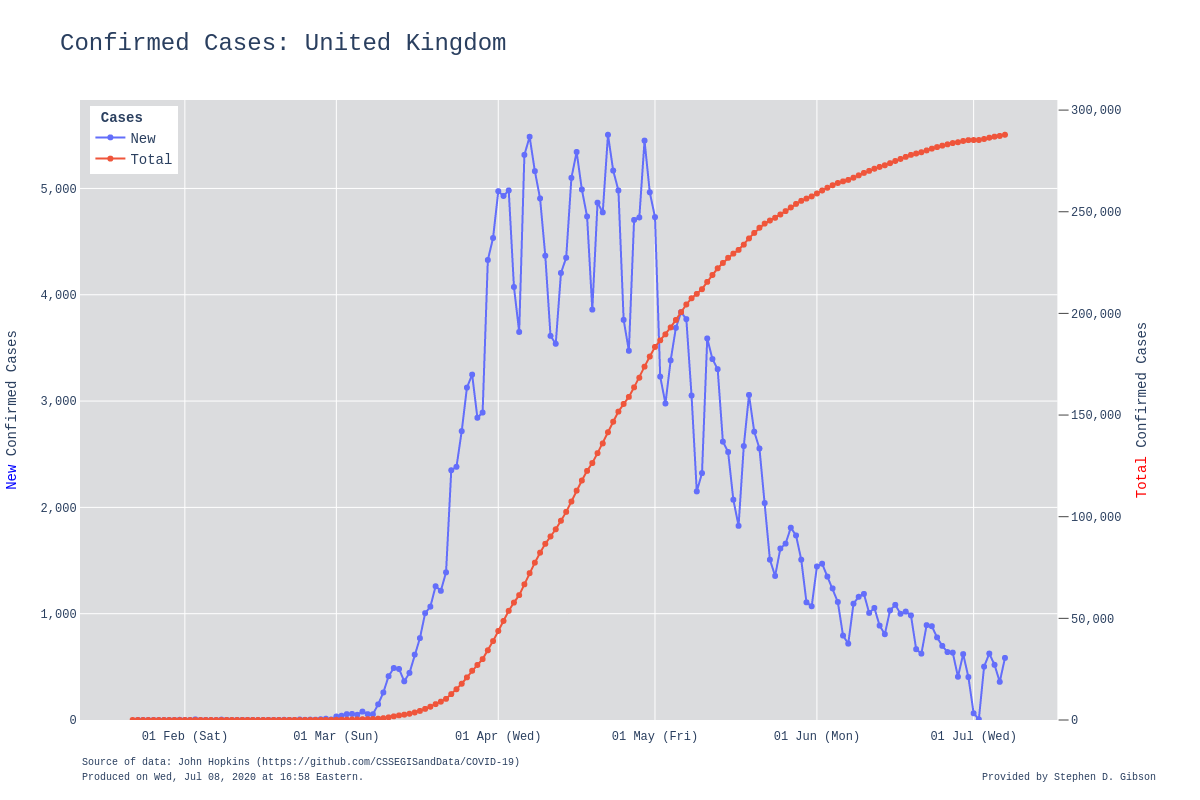 Confirmed Cases: United Kingdom
Cases
New
Total
5,000
4,000
3,000
2,000
1,000
0
New Confirmed Cases
300,000
250,000
200,000
150,000
100,000
50,000
0
Total Confirmed Cases
01 Feb (Sat) 01 Mar (Sun) 01 Apr (Wed) 01 May (Fri) 01 Jun (Mon) 01 Jul (Wed)
Source of data: John Hopkins (https://github.com/CSSEGISandData/COVID-19)
Produced on Wed, Jul 08, 2020 at 16:58 Eastern.
Provided by Stephen D. Gibson